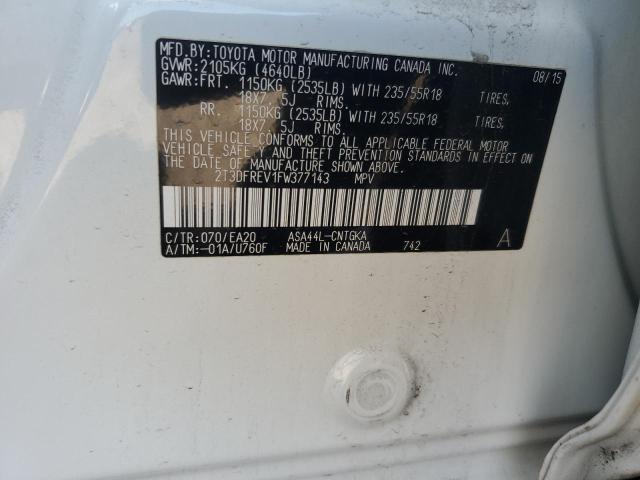 MFD.BY:TOYOTA MOTOR MANUFACTURING CANADA INC. 08/15
GVWR:2105KG (4640LB)
GAWR:FRT. 1150KG (2535LB) WITH 235/55R18 TIRES,
18X7.5J RIMS.
RR. 1150KG (2535LB) WITH 235/55R18 TIRES,
18X7.5J RIMS.
THIS VEHICLE CONFORMS TO ALL APPLICABLE FEDERAL MOTOR
VEHICLE SAFETY AND THEFT PREVENTION STANDARDS IN EFFECT
ON THE DATE OF MANUFACTURE SHOWN ABOVE.
2T3DFREV1FW377143 MPV
C/TR:070/EA20 ASA44L-CNTGKA A
A/TM:-01A/U760F MADE IN CANADA 742